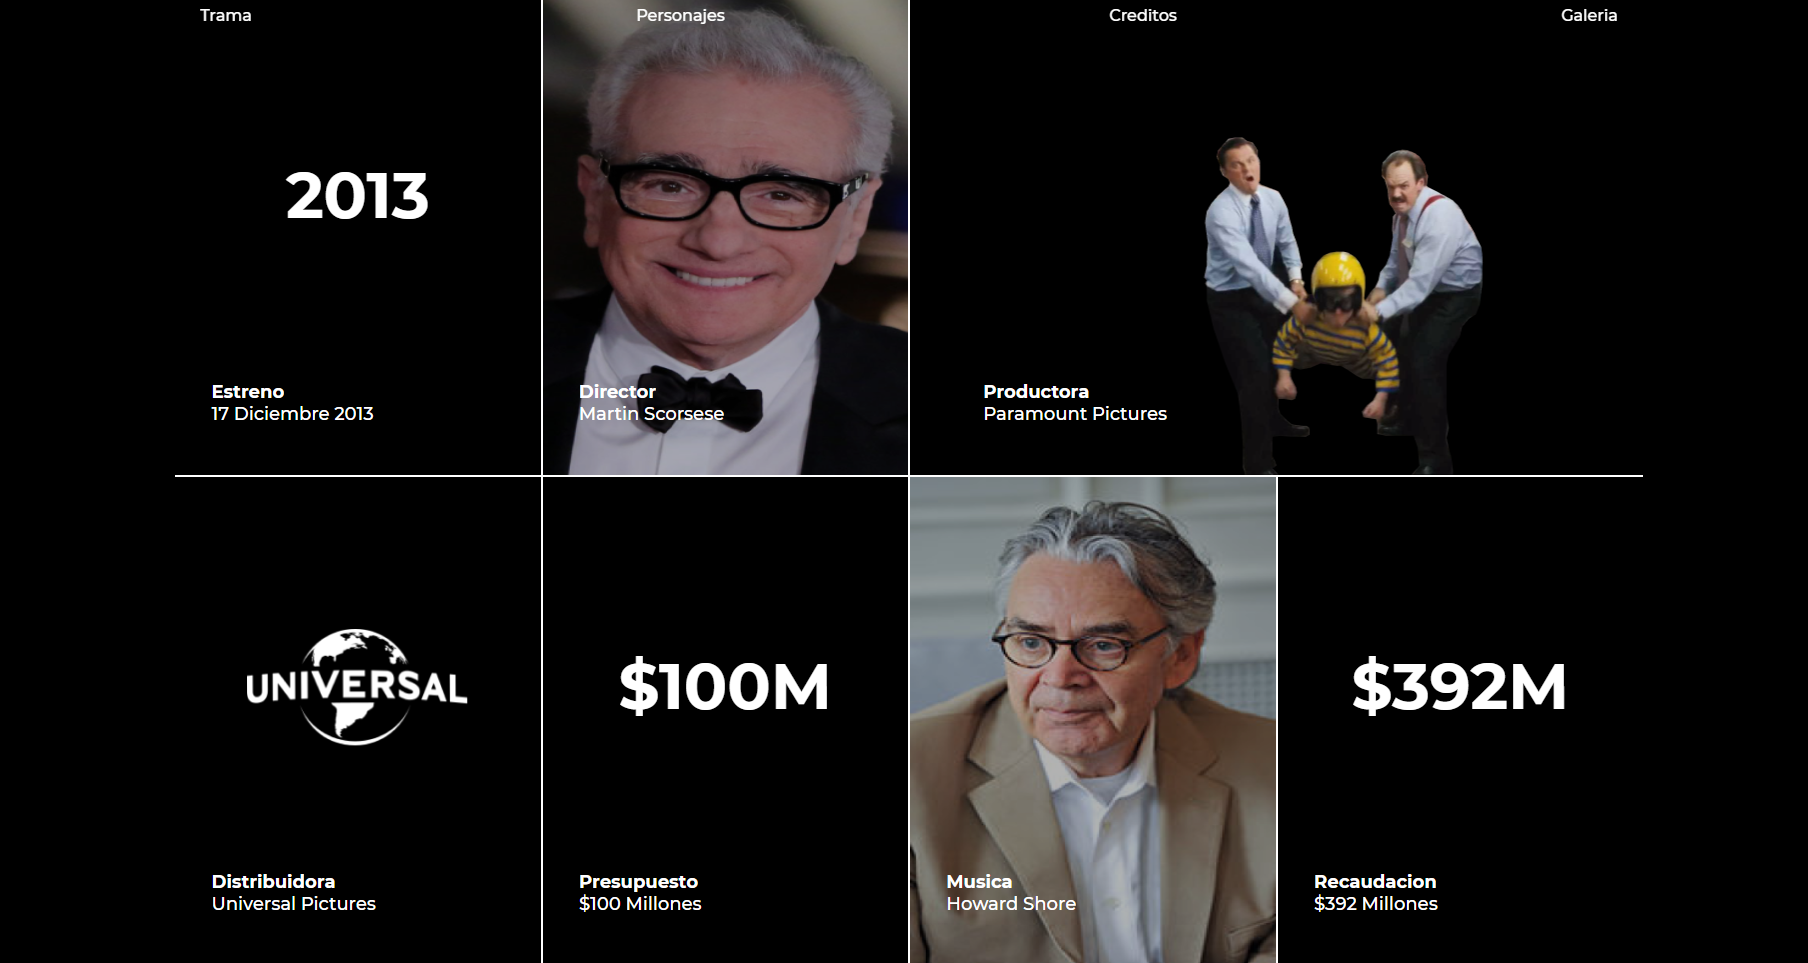 Trama
Personajes
Creditos
Galeria
2013
Estreno
17 Diciembre 2013
Director
Martin Scorsese
Productora
Paramount Pictures
UNIVERSAL
$100M
$392M
Distribuidora
Universal Pictures
Presupuesto
$100 Millones
Musica
Howard Shore
Recaudacion
$392 Millones